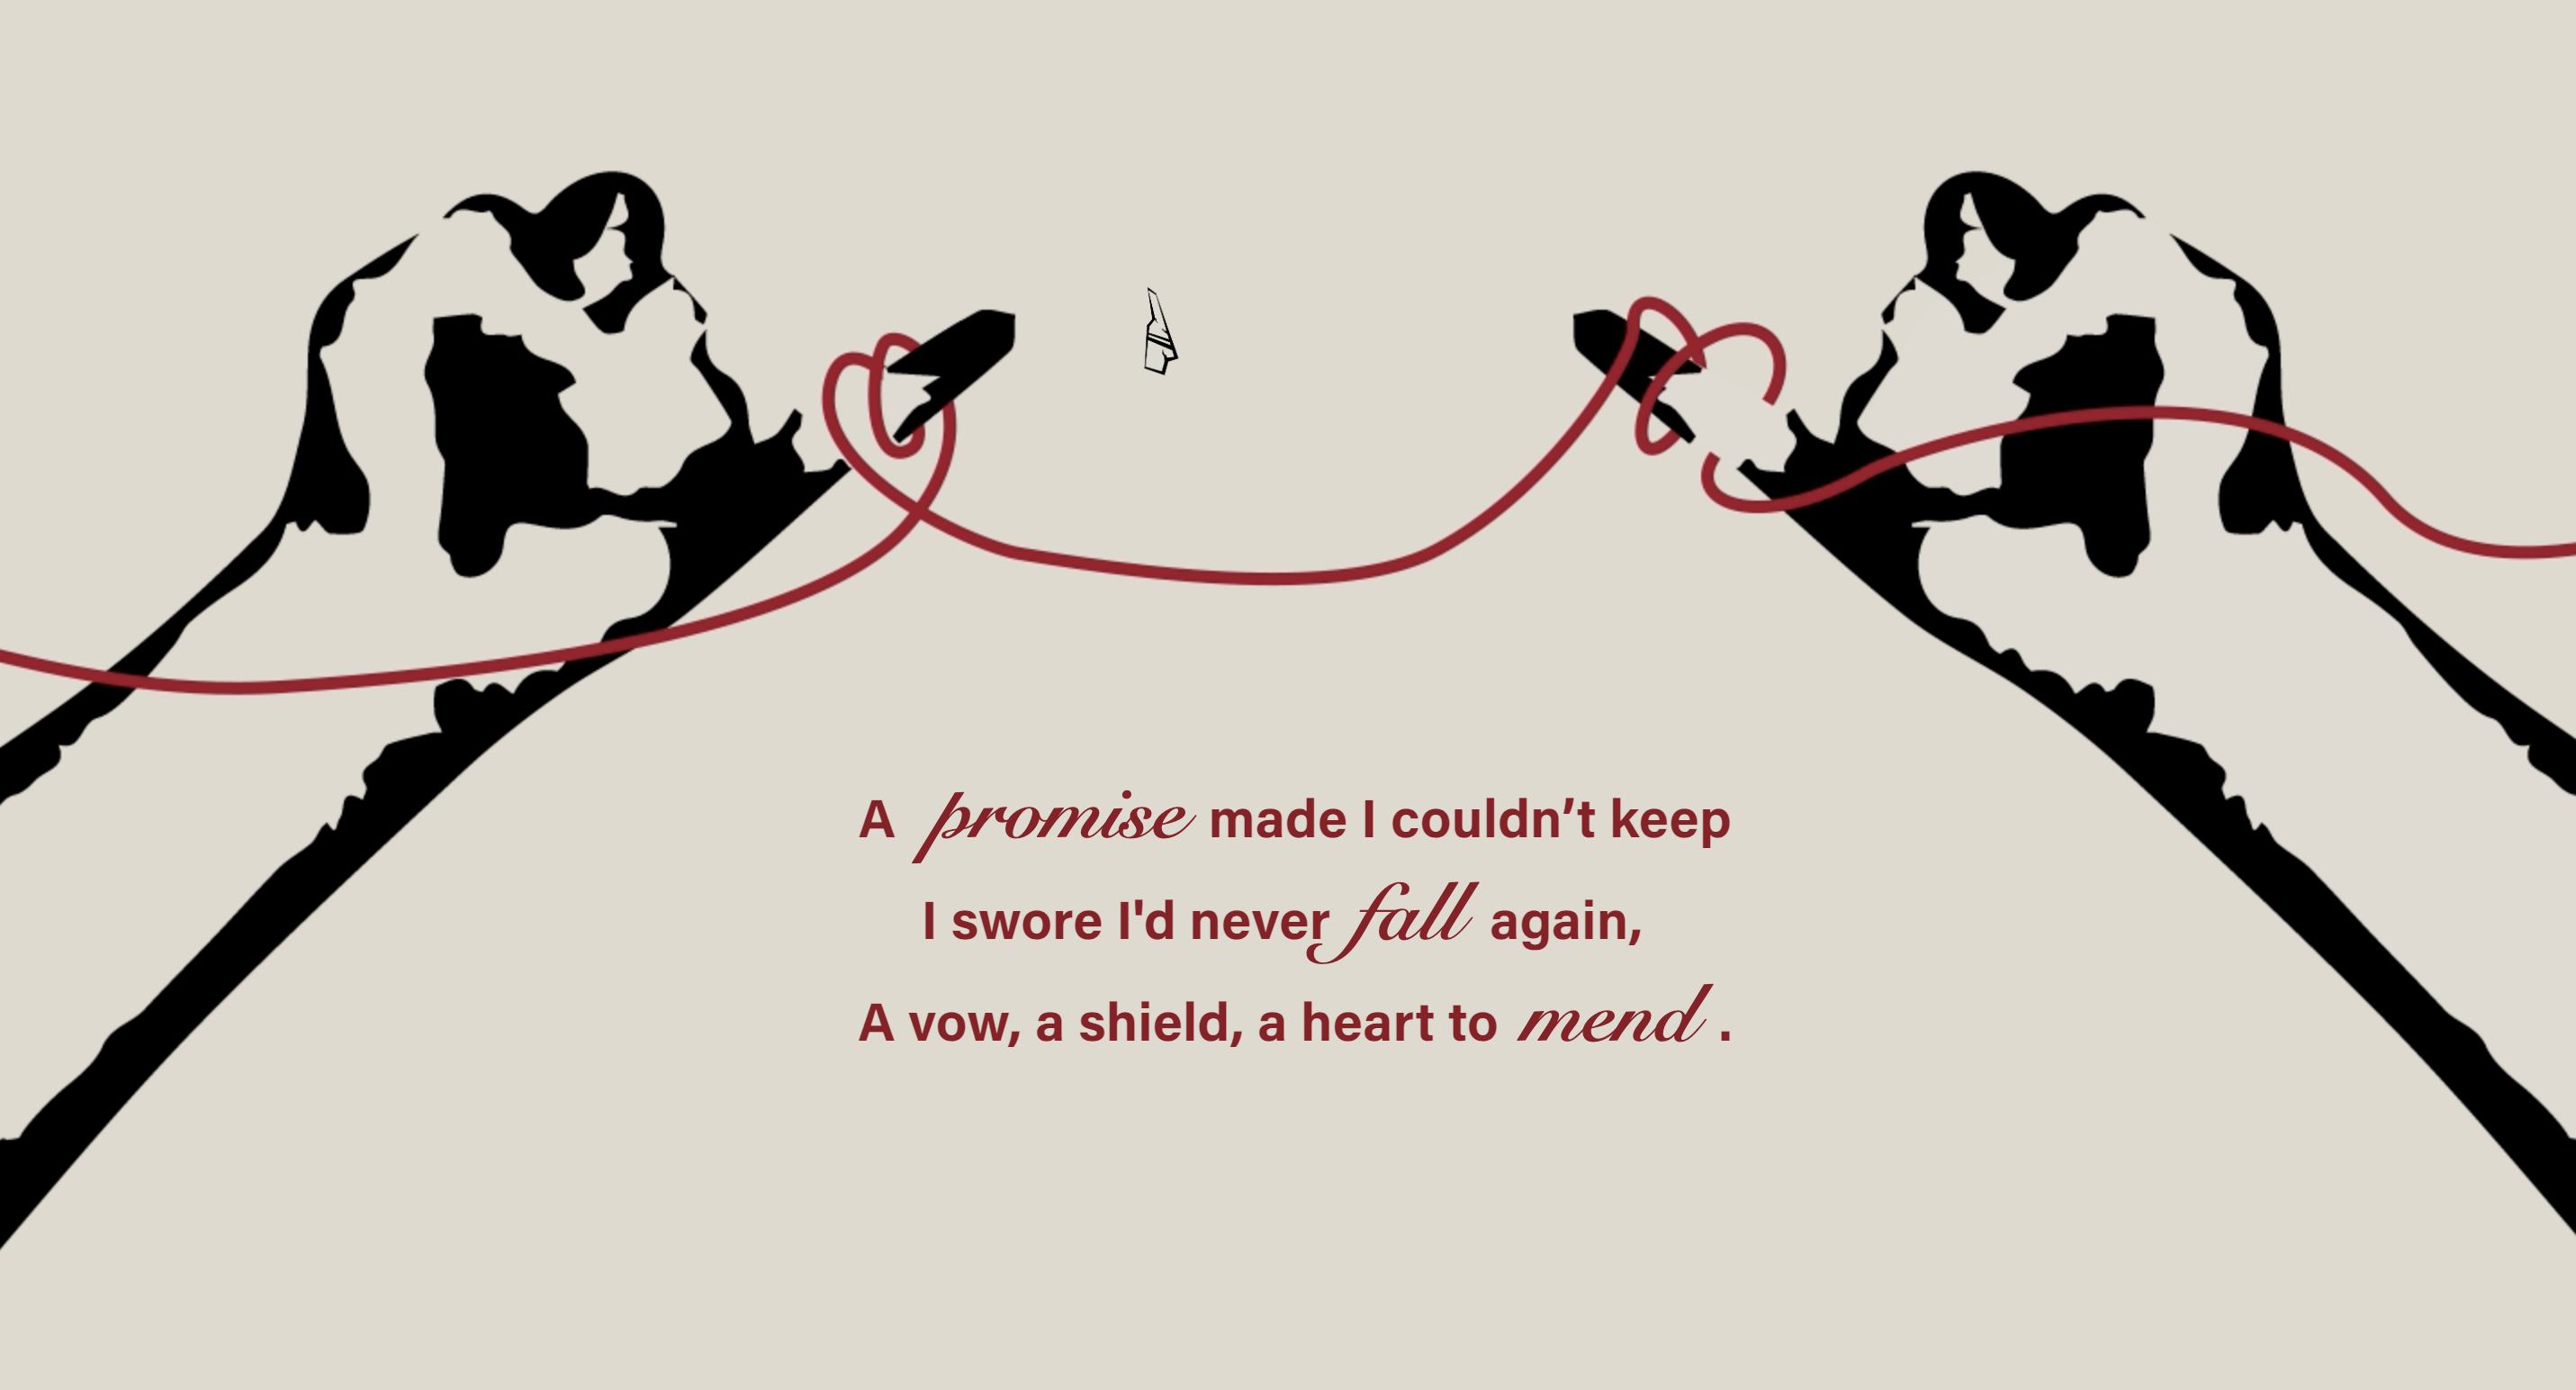 A promise made I couldn’t keep
I swore I'd never fall again,
A vow, a shield, a heart to mend .